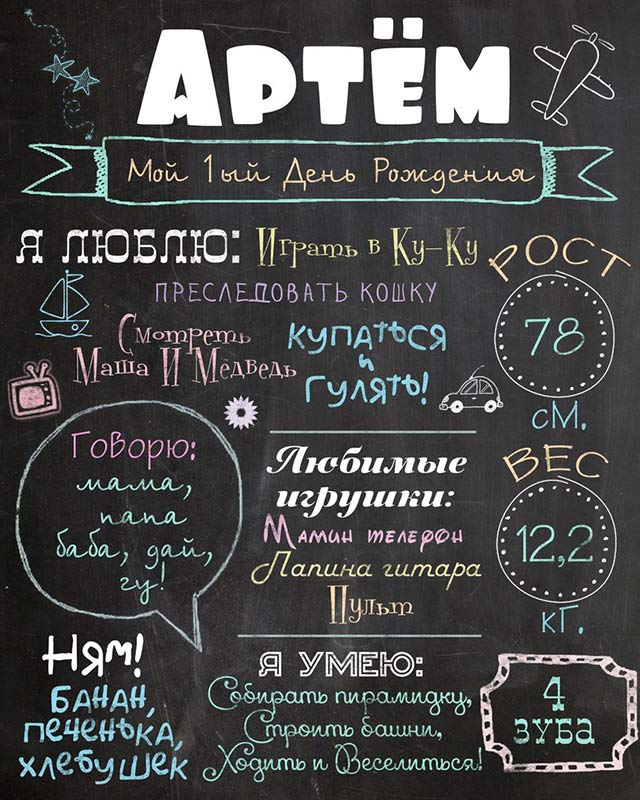 Артём
Мой 1ый День Рождения
Я ЛЮБЛЮ: Играть в Ку-Ку
ПРЕСЛЕДОВАТЬ КОШКУ
Смотреть
Маша И Медведь
КУПАТЬСЯ
и
ГУЛЯТЬ!
РОСТ
78
см.
Говорю:
мама,
папа
баба, дай,
гу!
Любимые
игрушки:
Мамин телефон
Папина гитара
Пульт
ВЕС
12,2
кг.
Ням!
БАНАН,
ПЕЧЕНЬКА,
ХЛЕБУШЕК
Я УМЕЮ:
Собирать пирамидку,
Строить башни,
Ходить и Веселиться!
4
ЗУБА